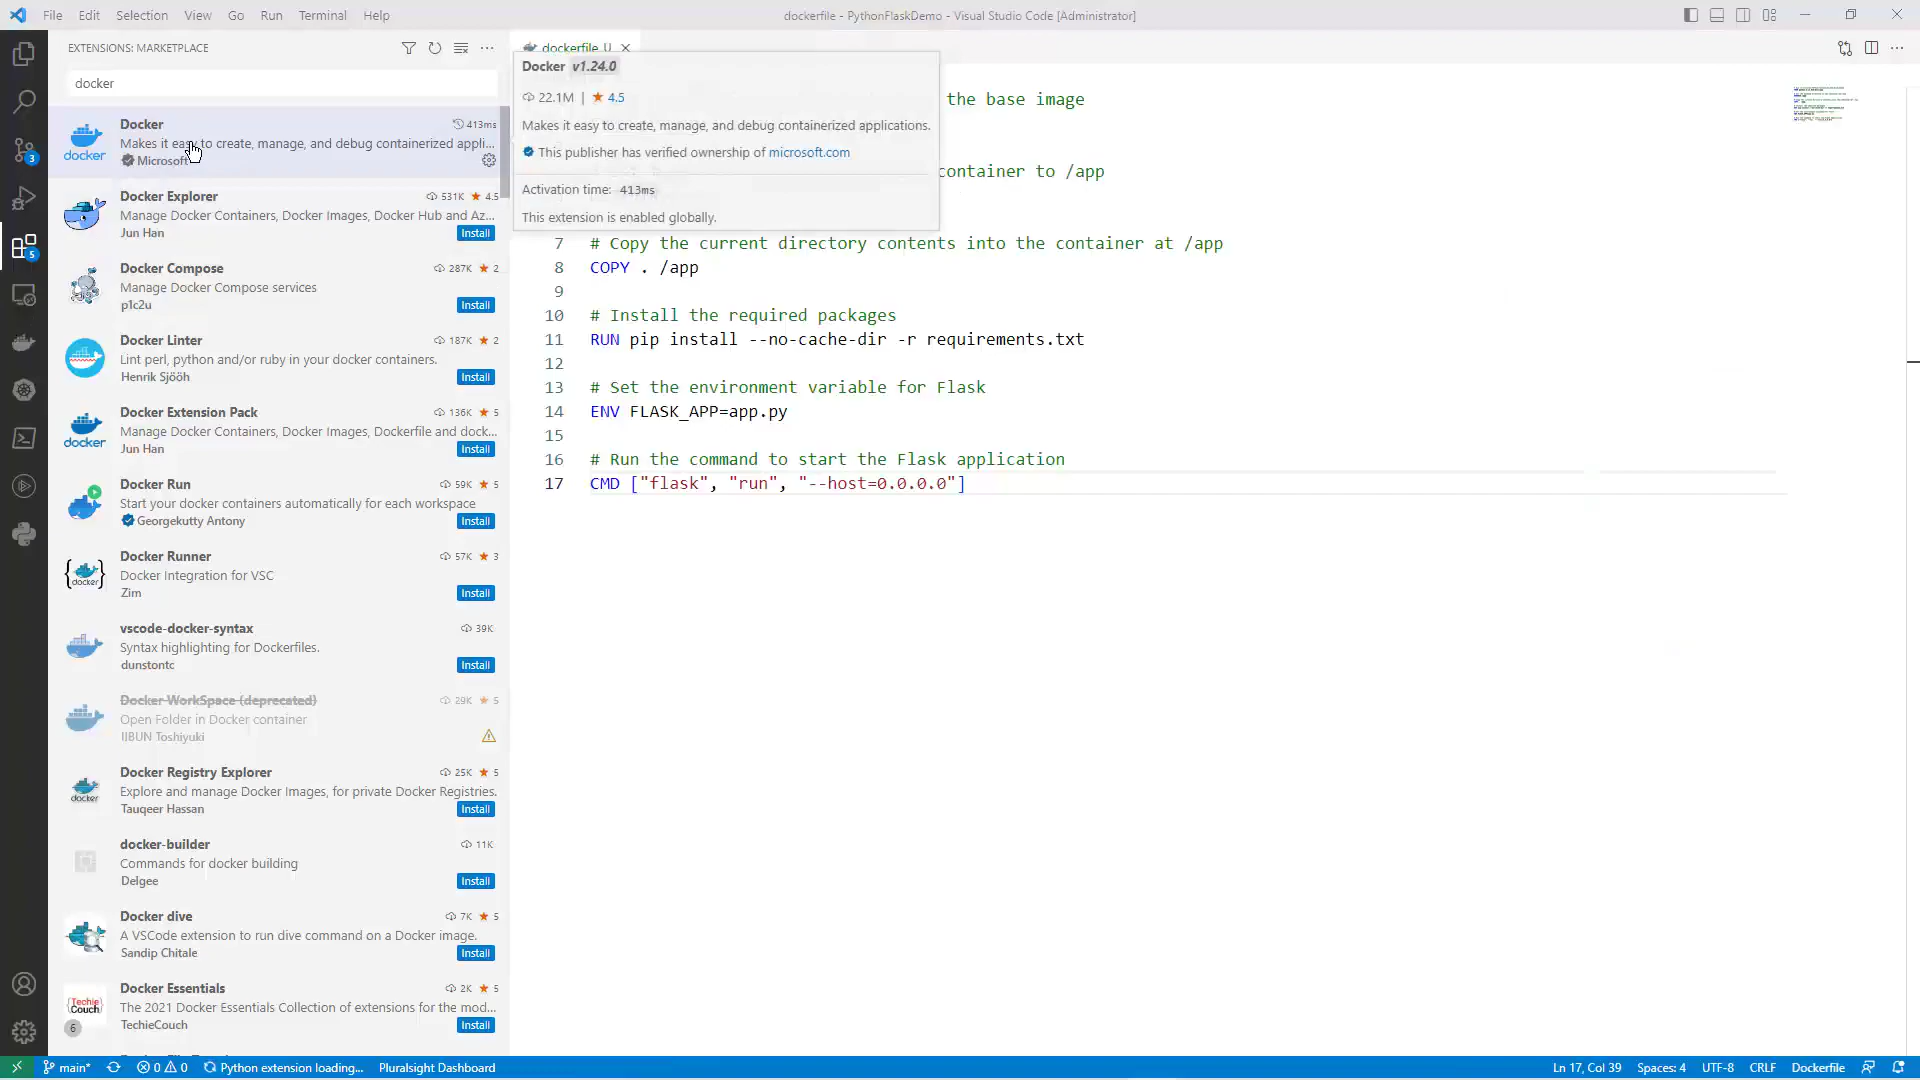 File Edit Selection View Go Run Terminal Help
dockerfile - PythonFlaskDemo - Visual Studio Code [Administrator]
EXTENSIONS: MARKETPLACE
docker
Docker
413ms
Makes it easy to create, manage, and debug containerized appli...
Microsoft
Docker Explorer
531K 4.5
Manage Docker Containers, Docker Images, Docker Hub and Az...
Jun Han
Install
Docker Compose
287K 2
Manage Docker Compose services
p1c2u
Install
Docker Linter
187K 2
Lint perl, python and/or ruby in your docker containers.
Henrik Sjööh
Install
Docker Extension Pack
136K 5
Manage Docker Containers, Docker Images, Dockerfile and dock...
Jun Han
Install
Docker Run
59K 5
Start your docker containers automatically for each workspace
Georgekutty Antony
Install
Docker Runner
57K 3
Docker Integration for VSC
Zim
Install
vscode-docker-syntax
39K
Syntax highlighting for Dockerfiles.
dunstontc
Install
Docker WorkSpace (deprecated)
29K 5
Open Folder in Docker container
IIBUN Toshiyuki
Docker Registry Explorer
25K 5
Explore and manage Docker Images, for private Docker Registries.
Tauqeer Hassan
Install
docker-builder
11K
Commands for docker building
Delgee
Install
Docker dive
7K 5
A VSCode extension to run dive command on a Docker image.
Sandip Chitale
Install
Docker Essentials
2K 5
The 2021 Docker Essentials Collection of extensions for the mod...
TechieCouch
Install
docker
docker
docker
docker
Techie
Couch
6
3
5
dockerfile U
Docker v1.24.0
22.1M | 4.5
Makes it easy to create, manage, and debug containerized applications.
This publisher has verified ownership of microsoft.com
Activation time: 413ms
This extension is enabled globally.
the base image
container to /app
7 # Copy the current directory contents into the container at /app
8 COPY . /app
9
10 # Install the required packages
11 RUN pip install --no-cache-dir -r requirements.txt
12
13 # Set the environment variable for Flask
14 ENV FLASK_APP=app.py
15
16 # Run the command to start the Flask application
17 CMD ["flask", "run", "--host=0.0.0.0"]
main* 0 0 Python extension loading... Pluralsight Dashboard
Ln 17, Col 39 Spaces: 4 UTF-8 CRLF Dockerfile